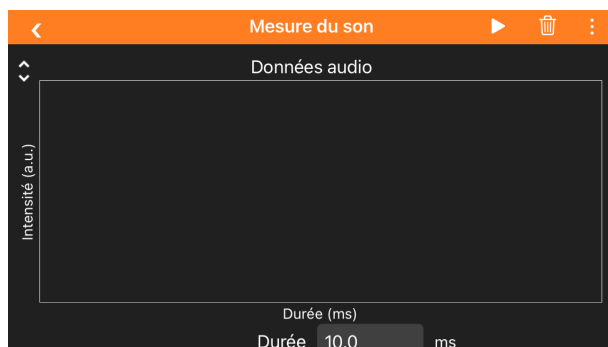 Mesure du son
Données audio
Intensité (a.u.)
Durée (ms)
Durée 10.0 ms